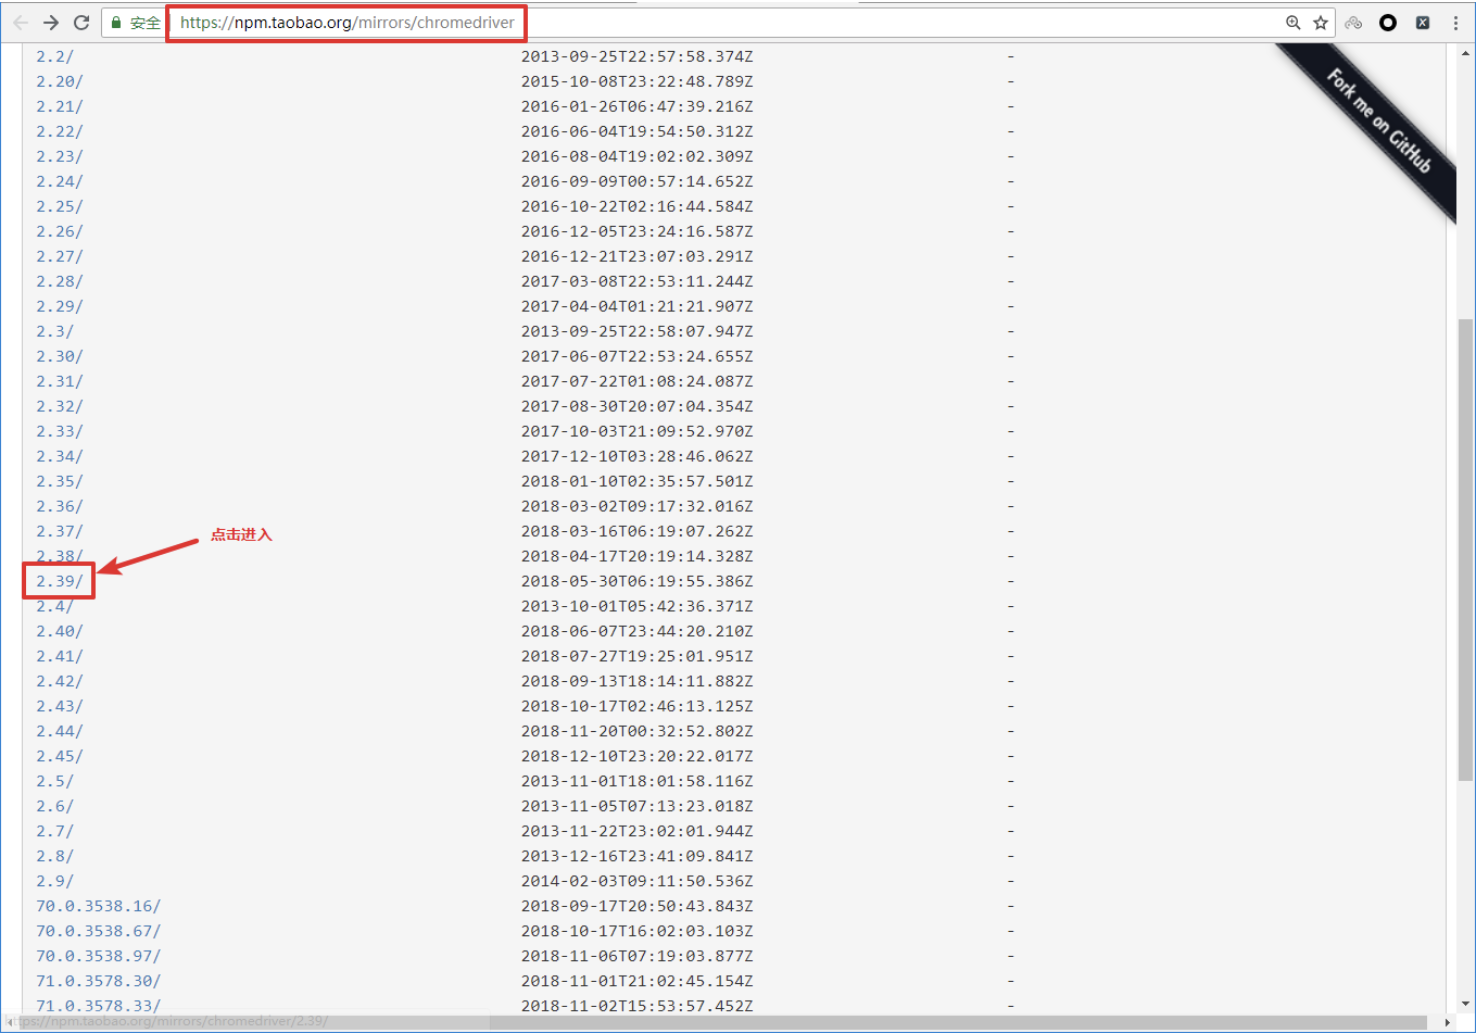 安全 https://npm.taobao.org/mirrors/chromedriver
Fork me on GitHub
2.2/ 2013-09-25T22:57:58.374Z -
2.20/ 2015-10-08T23:22:48.789Z -
2.21/ 2016-01-26T06:47:39.216Z -
2.22/ 2016-06-04T19:54:50.312Z -
2.23/ 2016-08-04T19:02:02.309Z -
2.24/ 2016-09-09T00:57:14.652Z -
2.25/ 2016-10-22T02:16:44.584Z -
2.26/ 2016-12-05T23:24:16.587Z -
2.27/ 2016-12-21T23:07:03.291Z -
2.28/ 2017-03-08T22:53:11.244Z -
2.29/ 2017-04-04T01:21:21.907Z -
2.3/ 2013-09-25T22:58:07.947Z -
2.30/ 2017-06-07T22:53:24.655Z -
2.31/ 2017-07-22T01:08:24.087Z -
2.32/ 2017-08-30T20:07:04.354Z -
2.33/ 2017-10-03T21:09:52.970Z -
2.34/ 2017-12-10T03:28:46.062Z -
2.35/ 2018-01-10T02:35:57.501Z -
2.36/ 2018-03-02T09:17:32.016Z -
2.37/ 2018-03-16T06:19:07.262Z -
点击进入
2.38/ 2018-04-17T20:19:14.328Z -
2.39/ 2018-05-30T06:19:55.386Z -
2.4/ 2013-10-01T05:42:36.371Z -
2.40/ 2018-06-07T23:44:20.210Z -
2.41/ 2018-07-27T19:25:01.951Z -
2.42/ 2018-09-13T18:14:11.882Z -
2.43/ 2018-10-17T02:46:13.125Z -
2.44/ 2018-11-20T00:32:52.802Z -
2.45/ 2018-12-10T23:20:22.017Z -
2.5/ 2013-11-01T18:01:58.116Z -
2.6/ 2013-11-05T07:13:23.018Z -
2.7/ 2013-11-22T23:02:01.944Z -
2.8/ 2013-12-16T23:41:09.841Z -
2.9/ 2014-02-03T09:11:50.536Z -
70.0.3538.16/ 2018-09-17T20:50:43.843Z -
70.0.3538.67/ 2018-10-17T16:02:03.103Z -
70.0.3538.97/ 2018-11-06T07:19:03.877Z -
71.0.3578.30/ 2018-11-01T21:02:45.154Z -
71.0.3578.33/ 2018-11-02T15:53:57.452Z -
https://npm.taobao.org/mirrors/chromedriver/2.39/